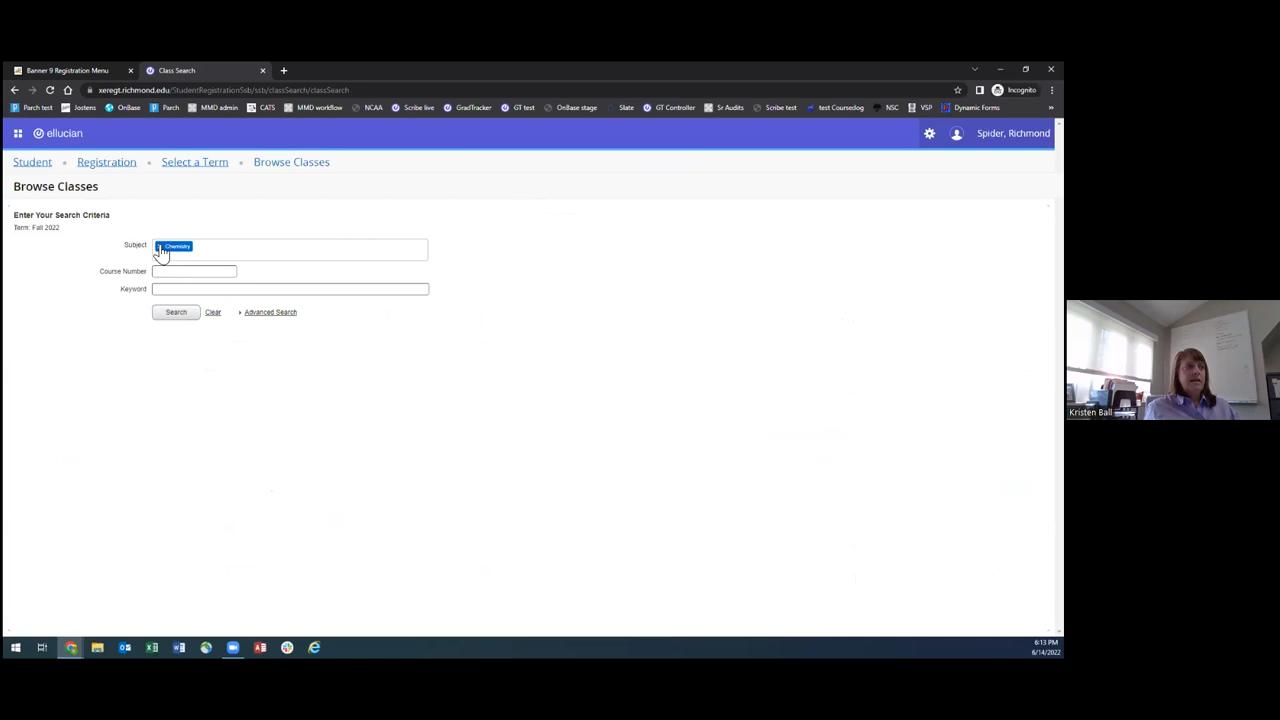 Banner 9 Registration Menu
Class Search
xeregt.richmond.edu/StudentRegistrationSsb/ssb/classSearch/classSearch
Incognito
Parch test Jostens OnBase Parch MMD admin CATS MMD workflow NCAA Scribe live GradTracker GT test OnBase stage Slate GT Controller Sr Audits Scribe test test Coursedog NSC VSP Dynamic Forms »
ellucian
Spider, Richmond
Student • Registration • Select a Term • Browse Classes
Browse Classes
Enter Your Search Criteria
Term: Fall 2022
Subject
Chemistry
Course Number
Keyword
Search Clear Advanced Search
Kristen Ball
6:13 PM
6/14/2022